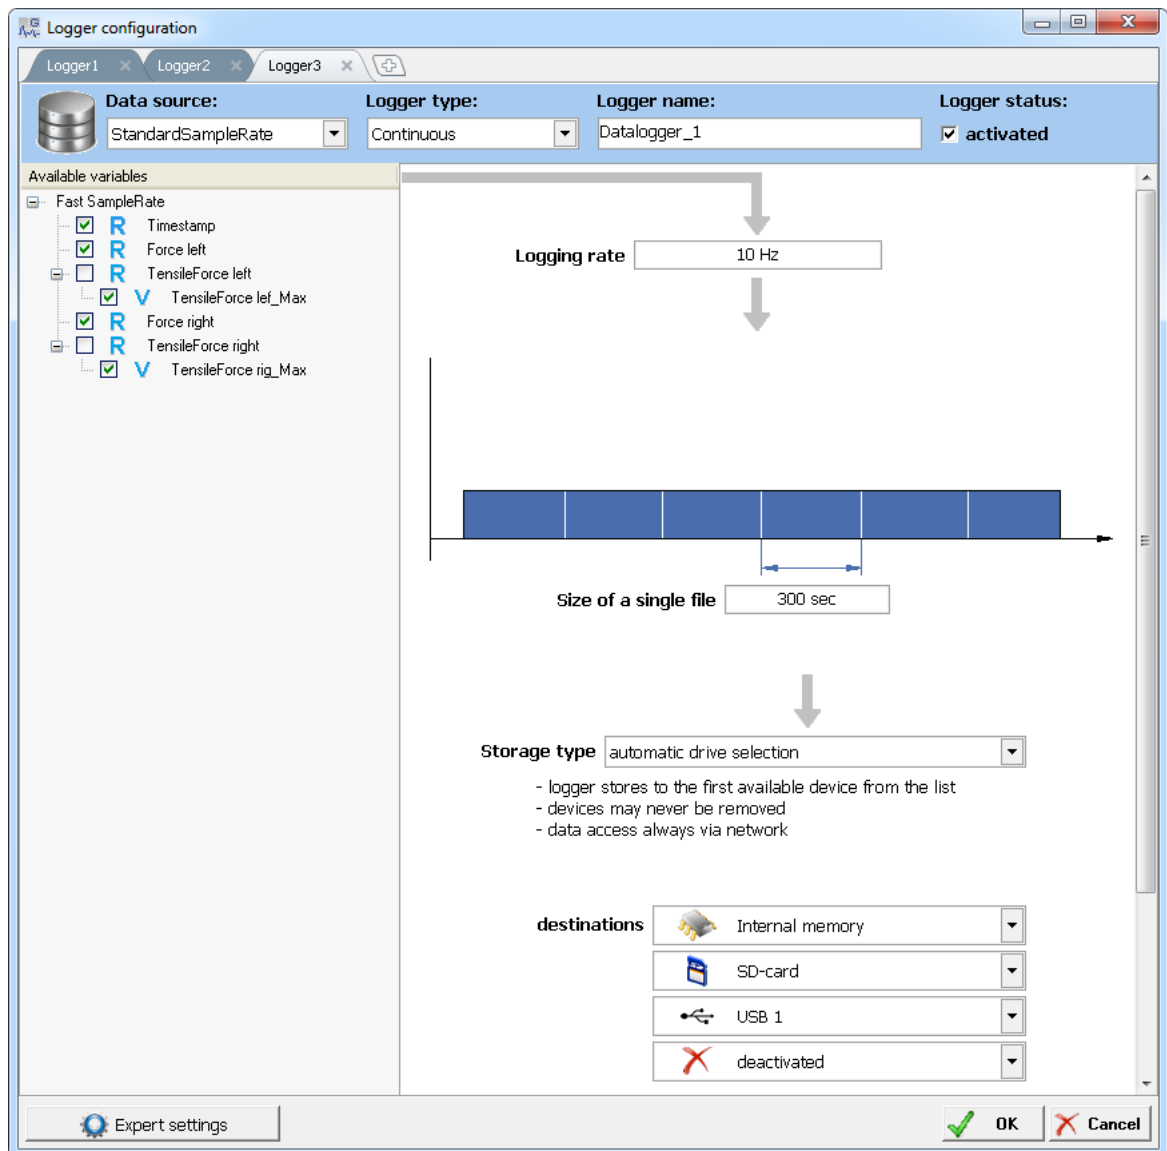 Logger configuration
Logger1 Logger2 Logger3
Data source: Logger type: Logger name: Logger status:
StandardSampleRate Continuous Datalogger_1 activated
Available variables
Fast SampleRate
R Timestamp
R Force left
R TensileForce left
V TensileForce lef_Max
R Force right
R TensileForce right
V TensileForce rig_Max
Logging rate 10 Hz
Size of a single file 300 sec
Storage type automatic drive selection
- logger stores to the first available device from the list
- devices may never be removed
- data access always via network
destinations Internal memory
SD-card
USB 1
deactivated
Expert settings OK Cancel